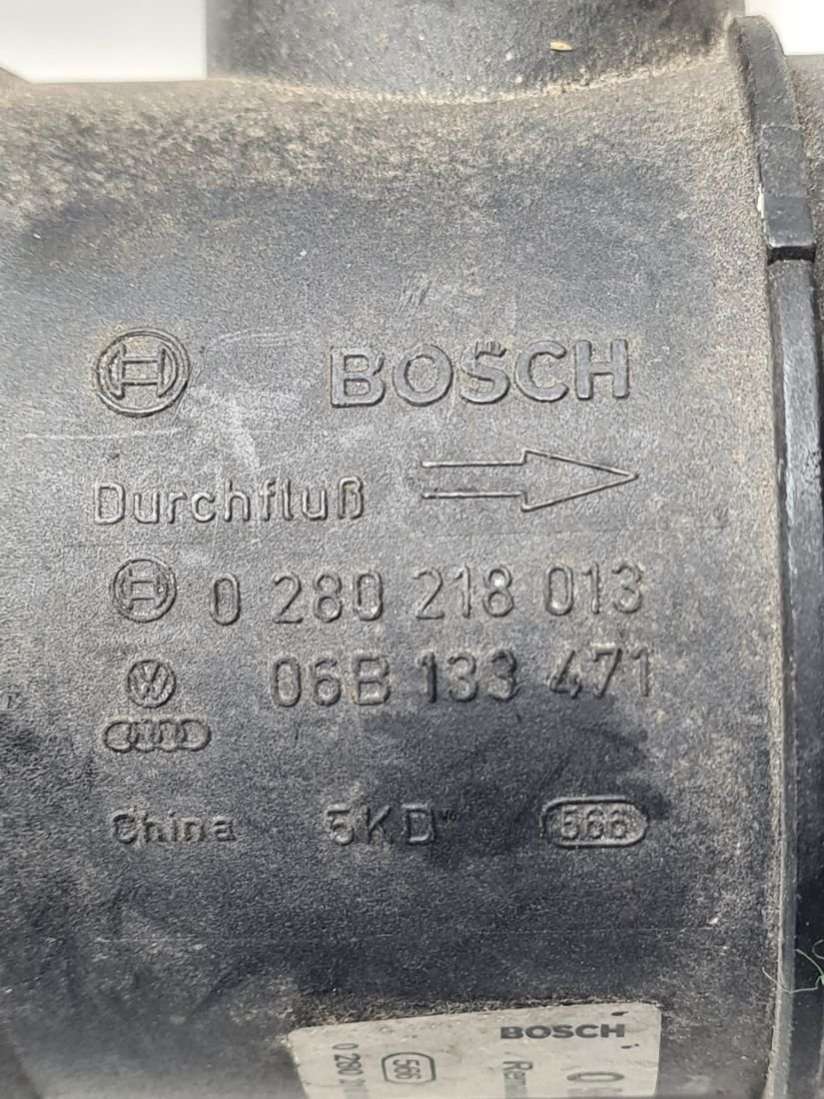 BOSCH
Durchfluß
0 280 218 013
06B 133 471
China 5KD 566
BOSCH
566